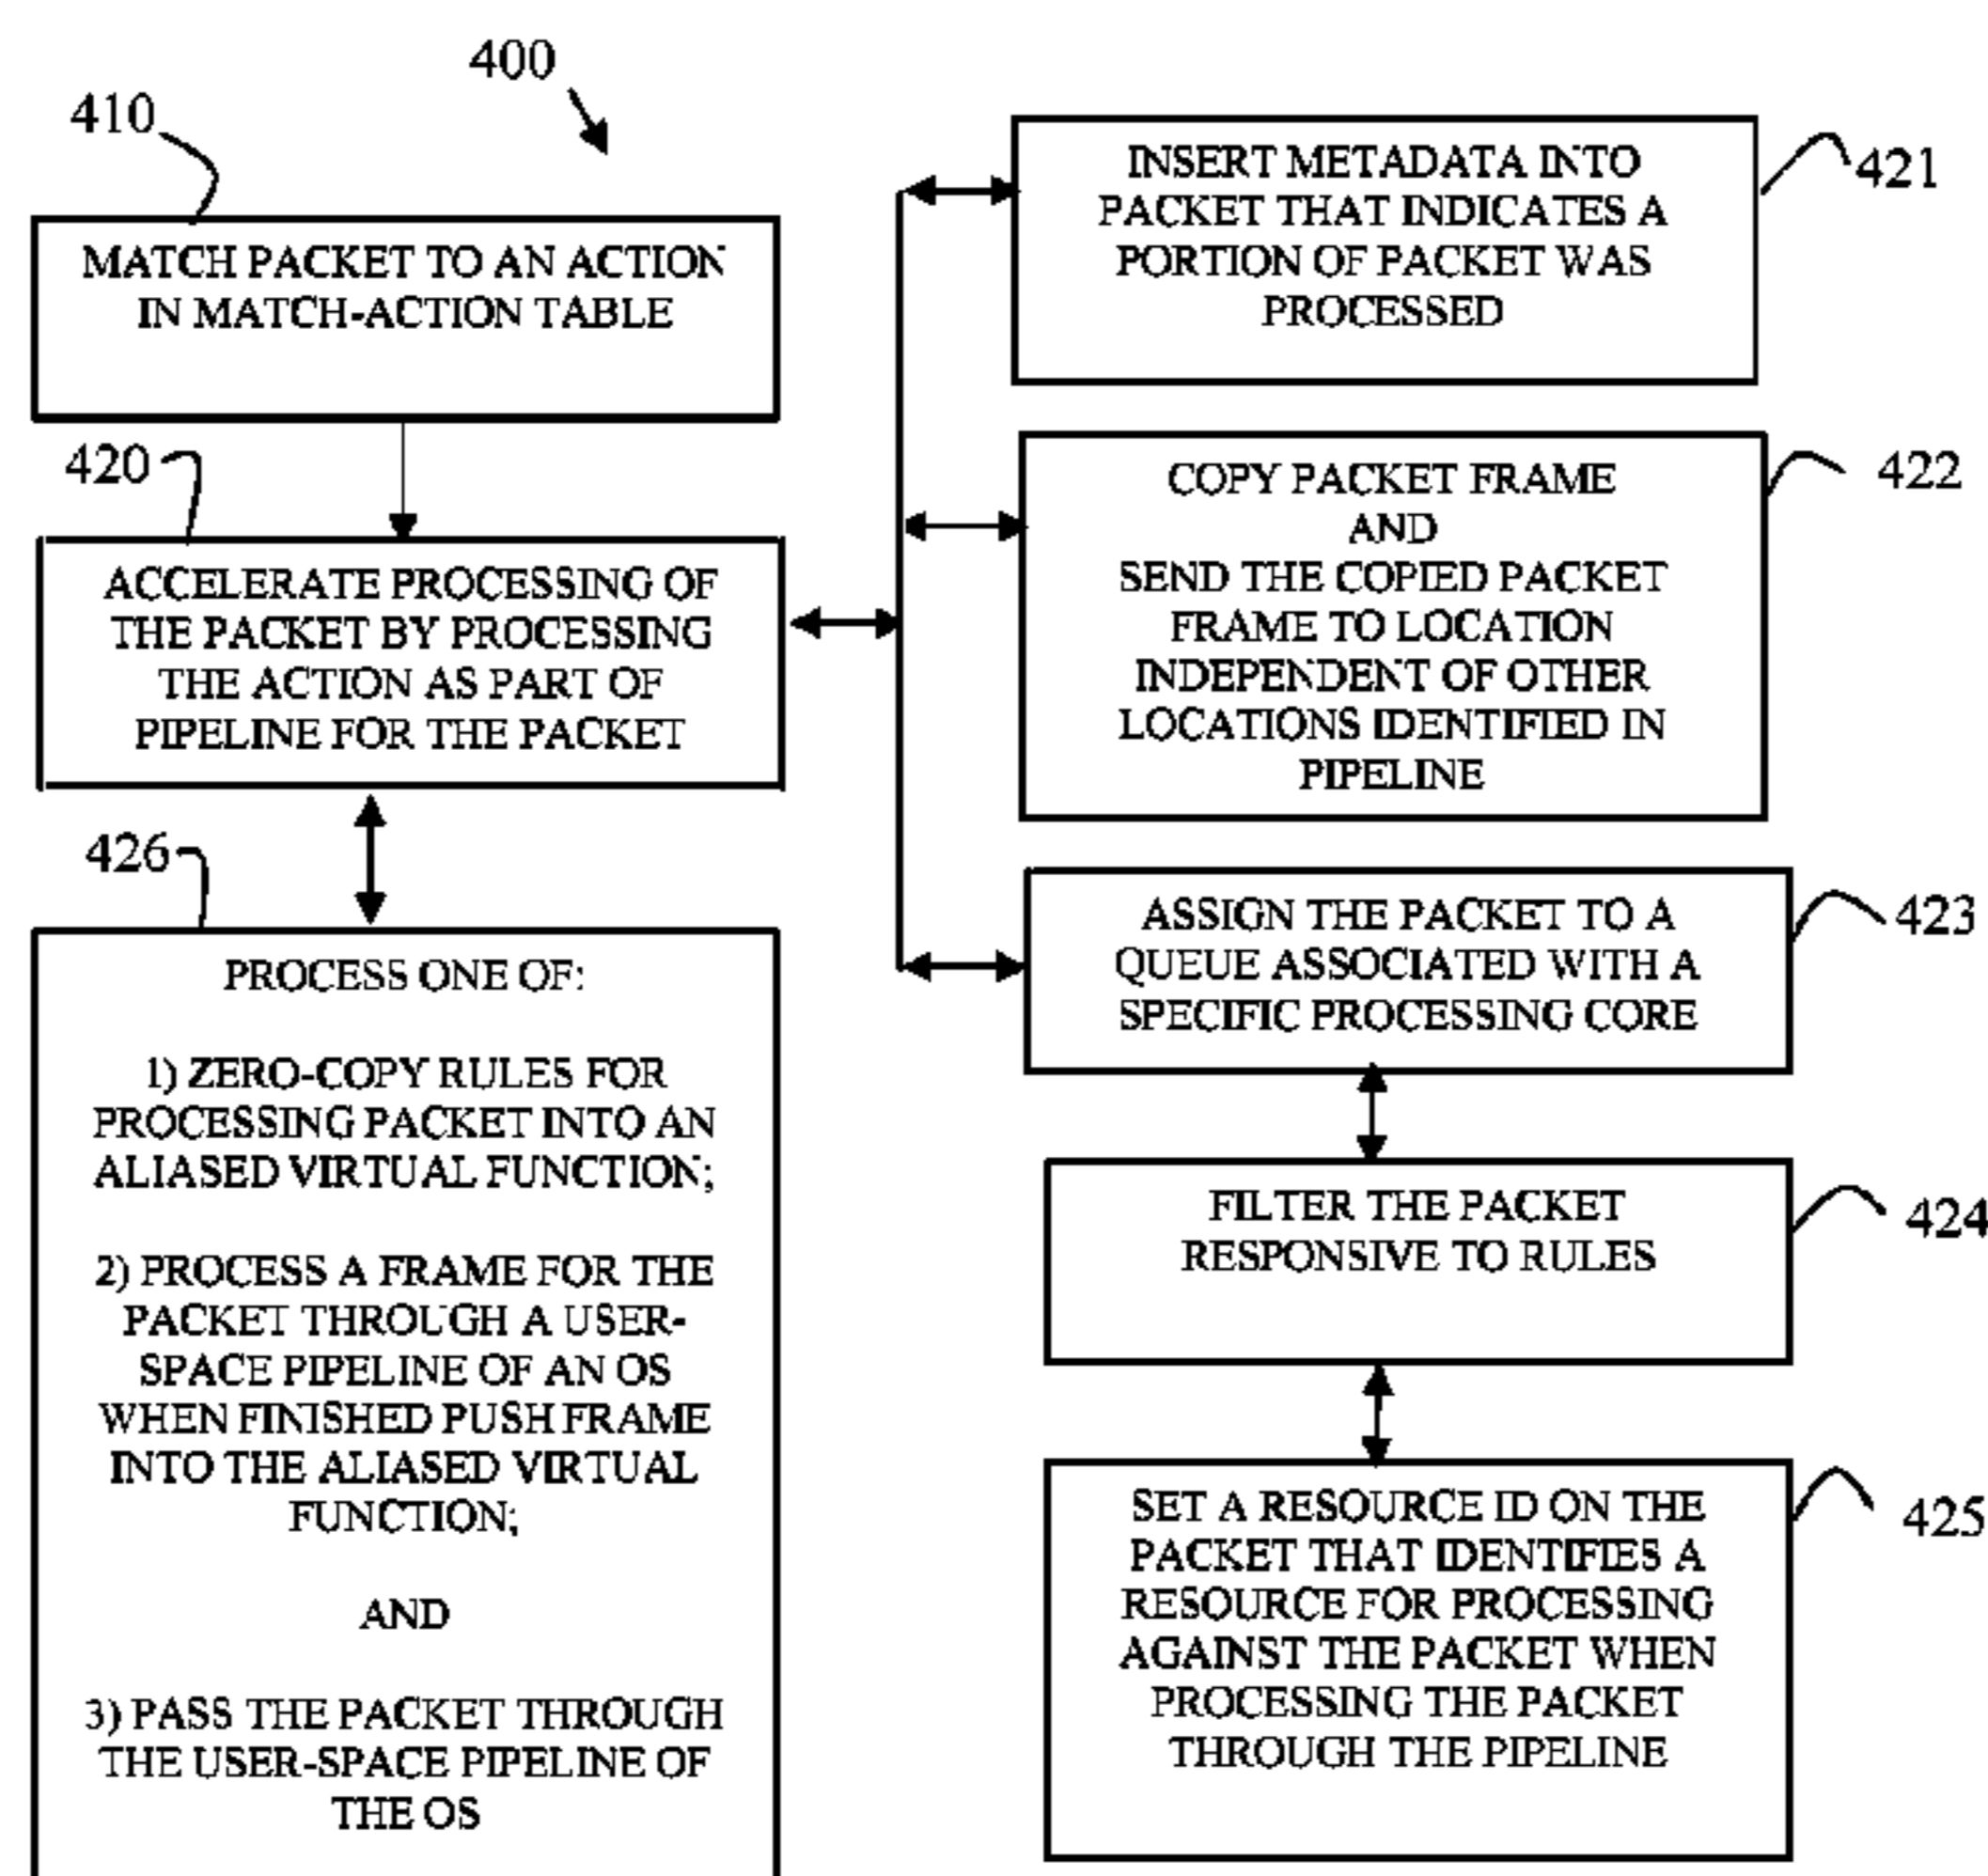 400
410
MATCH PACKET TO AN ACTION
IN MATCH-ACTION TABLE
420
ACCELERATE PROCESSING OF
THE PACKET BY PROCESSING
THE ACTION AS PART OF
PIPELINE FOR THE PACKET
426
PROCESS ONE OF:
1) ZERO-COPY RULES FOR
PROCESSING PACKET INTO AN
ALIASED VIRTUAL FUNCTION;
2) PROCESS A FRAME FOR THE
PACKET THROUGH A USER-
SPACE PIPELINE OF AN OS
WHEN FINISHED PUSH FRAME
INTO THE ALIASED VIRTUAL
FUNCTION;
AND
3) PASS THE PACKET THROUGH
THE USER-SPACE PIPELINE OF
THE OS
INSERT METADATA INTO
PACKET THAT INDICATES A
PORTION OF PACKET WAS
PROCESSED
421
COPY PACKET FRAME
AND
SEND THE COPIED PACKET
FRAME TO LOCATION
INDEPENDENT OF OTHER
LOCATIONS IDENTIFIED IN
PIPELINE
422
ASSIGN THE PACKET TO A
QUEUE ASSOCIATED WITH A
SPECIFIC PROCESSING CORE
423
FILTER THE PACKET
RESPONSIVE TO RULES
424
SET A RESOURCE ID ON THE
PACKET THAT IDENTIFIES A
RESOURCE FOR PROCESSING
AGAINST THE PACKET WHEN
PROCESSING THE PACKET
THROUGH THE PIPELINE
425